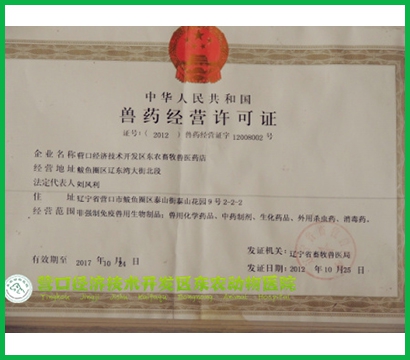 中华人民共和国
兽药经营许可证
证号:(2012)兽药经营证字12008002号
企业名称 营口经济技术开发区东农畜牧兽医药店
经营地址 鲅鱼圈区辽东湾大街北段
法定代表人 刘凤利
住址 辽宁省营口市鲅鱼圈区泰山街泰山花园9号2-2-2
经营范围 非强制免疫兽用生物制品;兽用化学药品、中药制剂、生化药品、外用杀虫药、消毒药。
有效期至 2017年10月24日
发证机关:辽宁省畜牧兽医局
发证日期:2012年10月25日
营口经济技术开发区东农动物医院